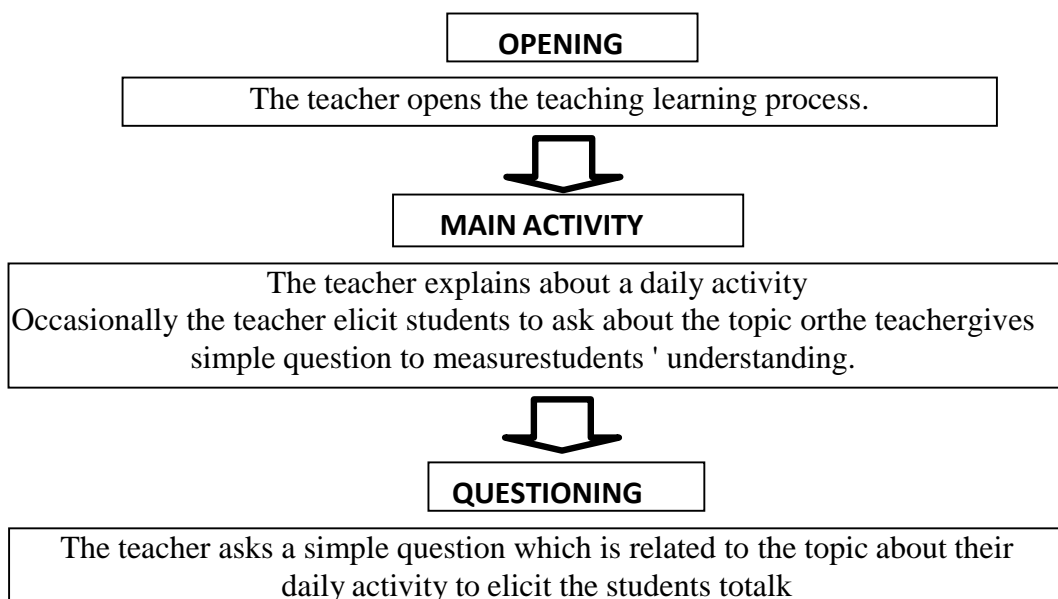 OPENING
The teacher opens the teaching learning process.
MAIN ACTIVITY
The teacher explains about a daily activity
Occasionally the teacher elicit students to ask about the topic orthe teachergives
simple question to measurestudents ' understanding.
QUESTIONING
The teacher asks a simple question which is related to the topic about their
daily activity to elicit the students totalk